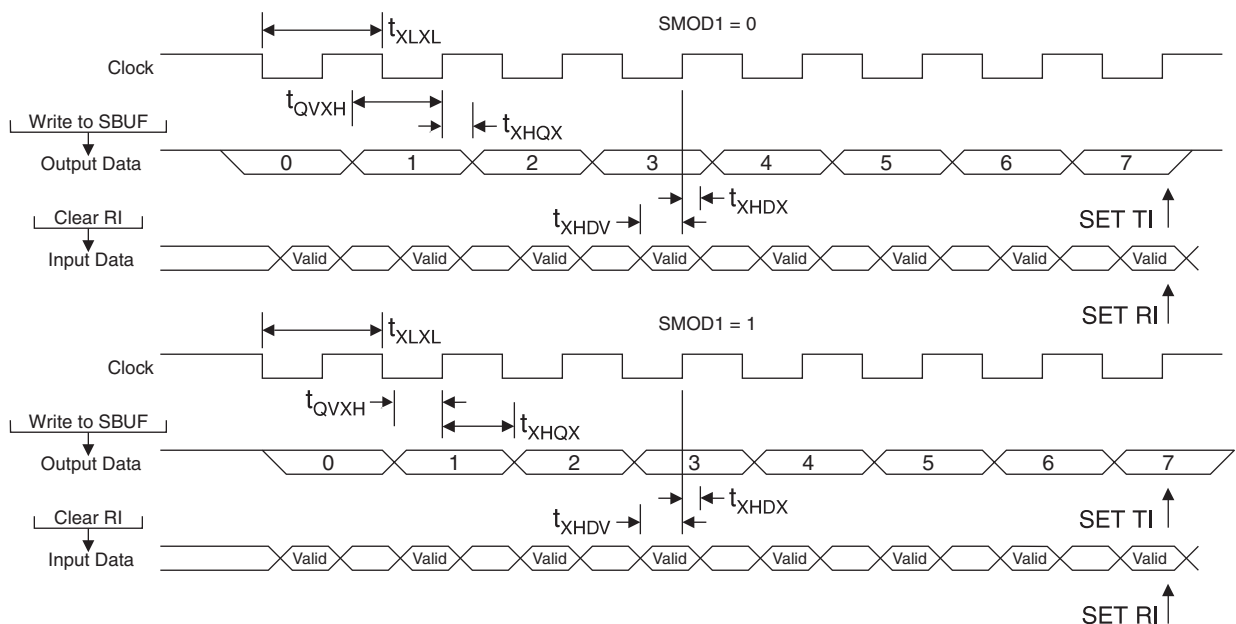 SMOD1 = 0
tXLXL
Clock
tQVXH
tXHQX
Write to SBUF
Output Data
0 1 2 3 4 5 6 7
tXHDX
tXHDV
SET TI
Clear RI
Input Data
Valid Valid Valid Valid Valid Valid Valid Valid
SET RI
SMOD1 = 1
tXLXL
Clock
tQVXH
tXHQX
Write to SBUF
Output Data
0 1 2 3 4 5 6 7
tXHDX
tXHDV
SET TI
Clear RI
Input Data
Valid Valid Valid Valid Valid Valid Valid Valid
SET RI